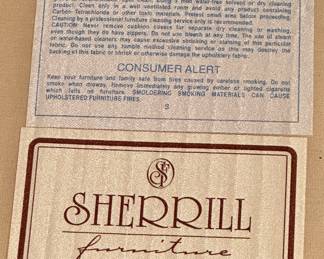 product. Clean only in a well ventilated room and avoid any product containing
Carbon Tetrachloride or other toxic materials. Pretest small area before proceeding.
Cleaning by a professional furniture cleaning service only is recommended.
CAUTION: Never remove cushion covers for separate dry cleaning or washing,
even though they do have zippers. Do not use bleach at any time. The use of steam
or water-based cleaners may cause excessive shrinking or staining of this particular
fabric. Do not use any sample method cleaning service as this may destroy the
backing of this fabric or shrink or otherwise damage the upholstery fabric.
CONSUMER ALERT
Keep your furniture and family safe from fires caused by careless smoking. Do not
smoke when drowsy. Remove immediately any glowing ember or lighted cigarette
which falls on furniture. SMOLDERING SMOKING MATERIALS CAN CAUSE
UPHOLSTERED FURNITURE FIRES.
S
SHERRILL
furniture